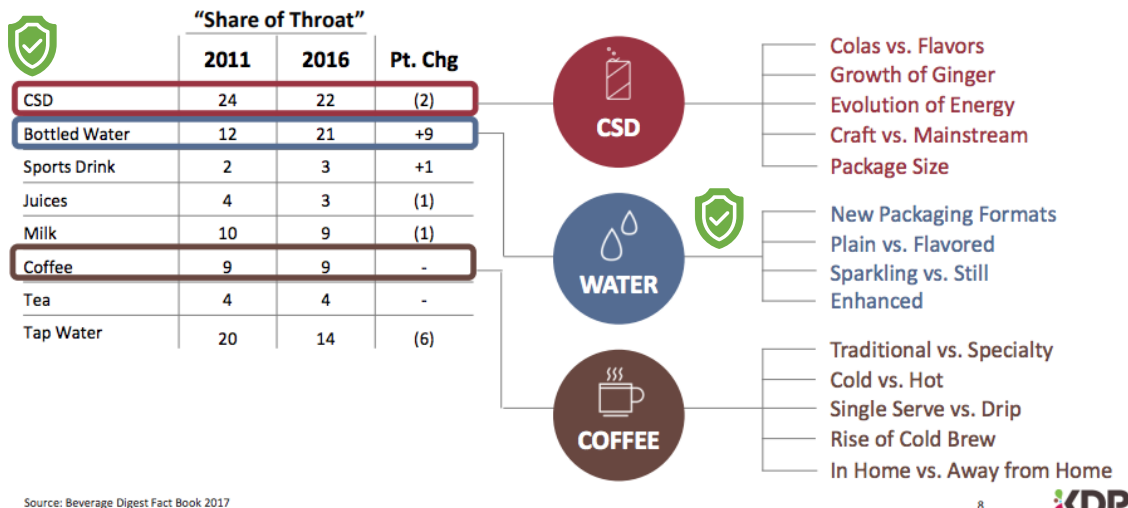 “Share of Throat”
2011 2016 Pt. Chg
CSD 24 22 (2)
Bottled Water 12 21 +9
Sports Drink 2 3 +1
Juices 4 3 (1)
Milk 10 9 (1)
Coffee 9 9 -
Tea 4 4 -
Tap Water 20 14 (6)
CSD
Colas vs. Flavors
Growth of Ginger
Evolution of Energy
Craft vs. Mainstream
Package Size
WATER
New Packaging Formats
Plain vs. Flavored
Sparkling vs. Still
Enhanced
COFFEE
Traditional vs. Specialty
Cold vs. Hot
Single Serve vs. Drip
Rise of Cold Brew
In Home vs. Away from Home
Source: Beverage Digest Fact Book 2017
8
KDP